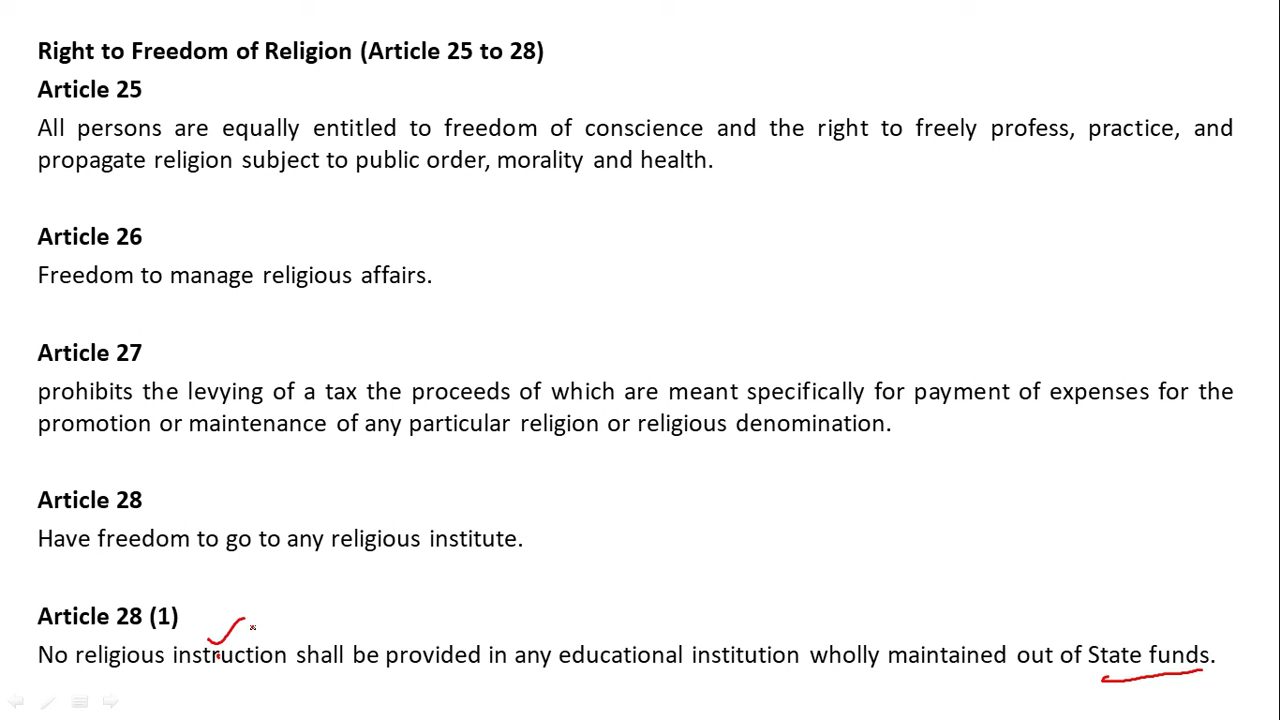 Right to Freedom of Religion (Article 25 to 28)
Article 25
All persons are equally entitled to freedom of conscience and the right to freely profess, practice, and
propagate religion subject to public order, morality and health.
Article 26
Freedom to manage religious affairs.
Article 27
prohibits the levying of a tax the proceeds of which are meant specifically for payment of expenses for the
promotion or maintenance of any particular religion or religious denomination.
Article 28
Have freedom to go to any religious institute.
Article 28 (1)
No religious instruction shall be provided in any educational institution wholly maintained out of State funds.